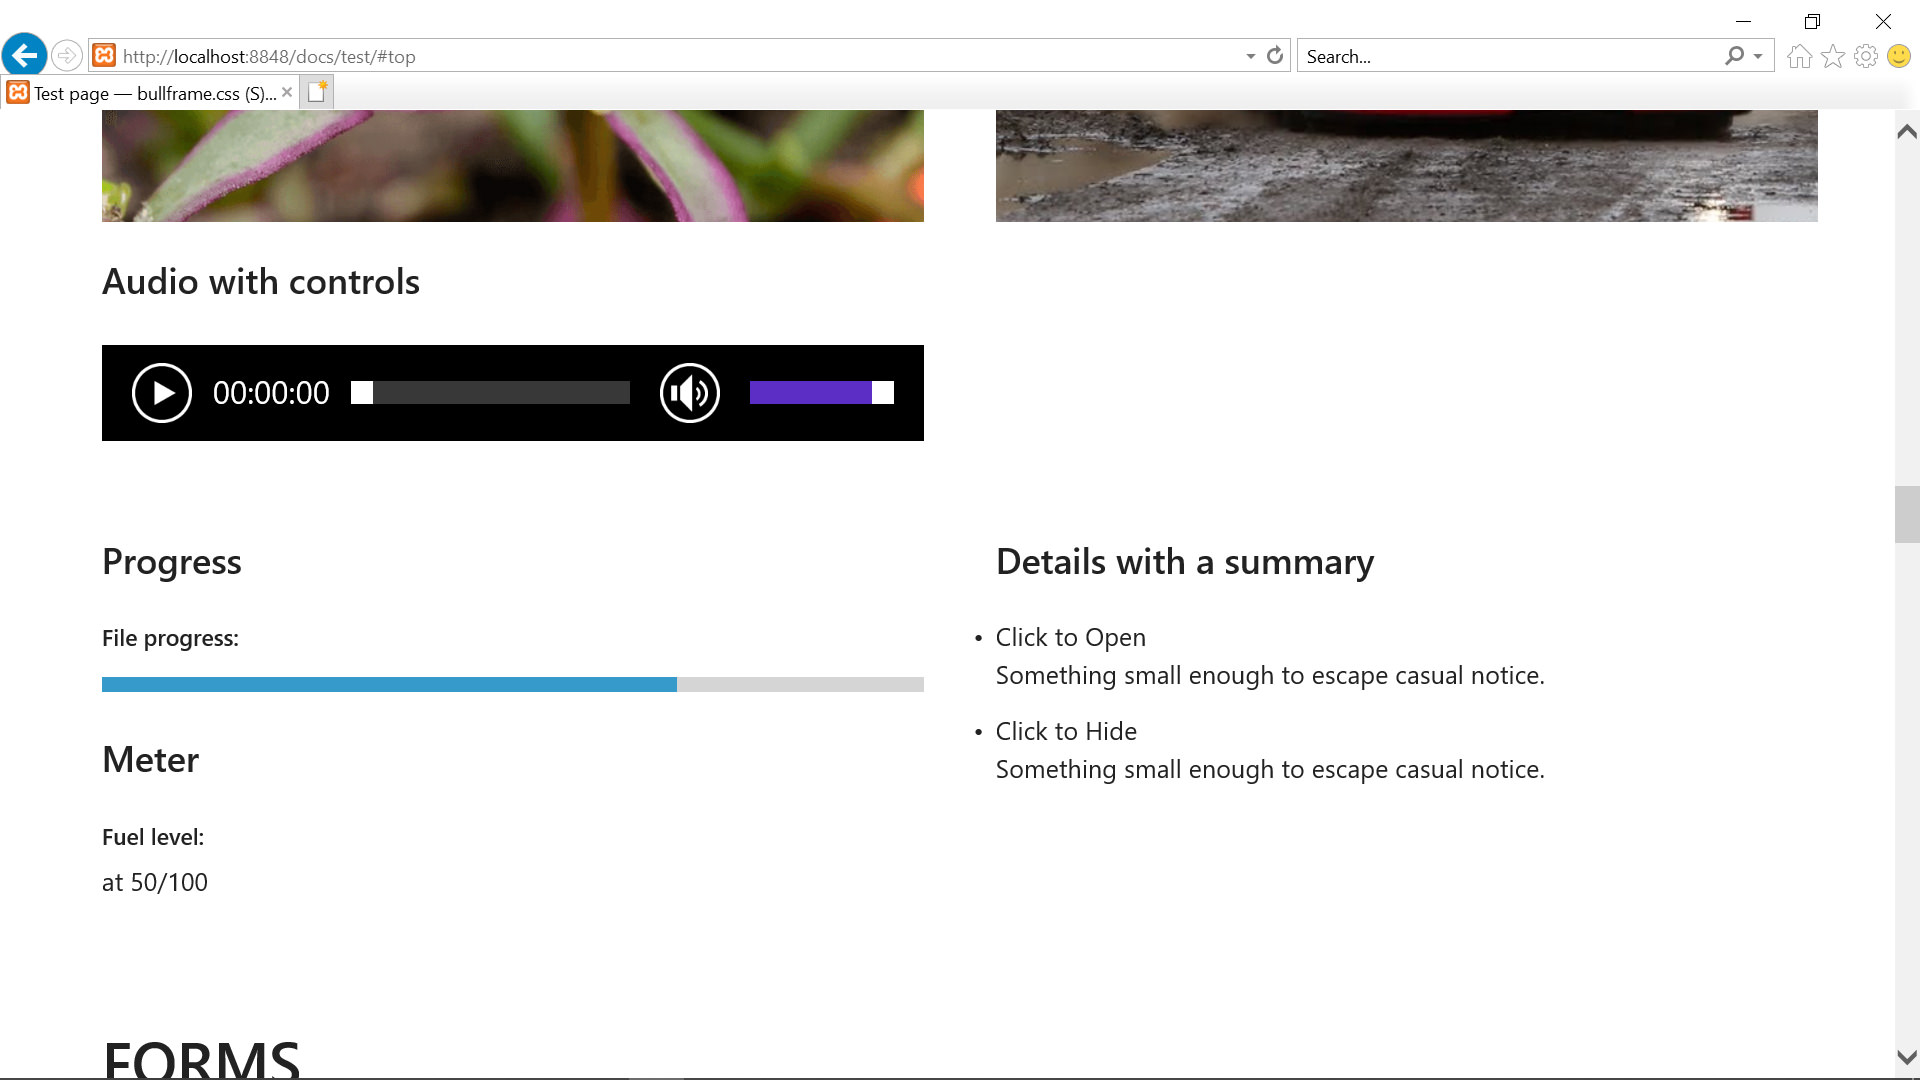 http://localhost:8848/docs/test/#top
Search...
Test page — bullframe.css (S)...
Audio with controls
00:00:00
Progress
File progress:
Meter
Fuel level:
at 50/100
Details with a summary
• Click to Open
Something small enough to escape casual notice.
• Click to Hide
Something small enough to escape casual notice.
FORMS